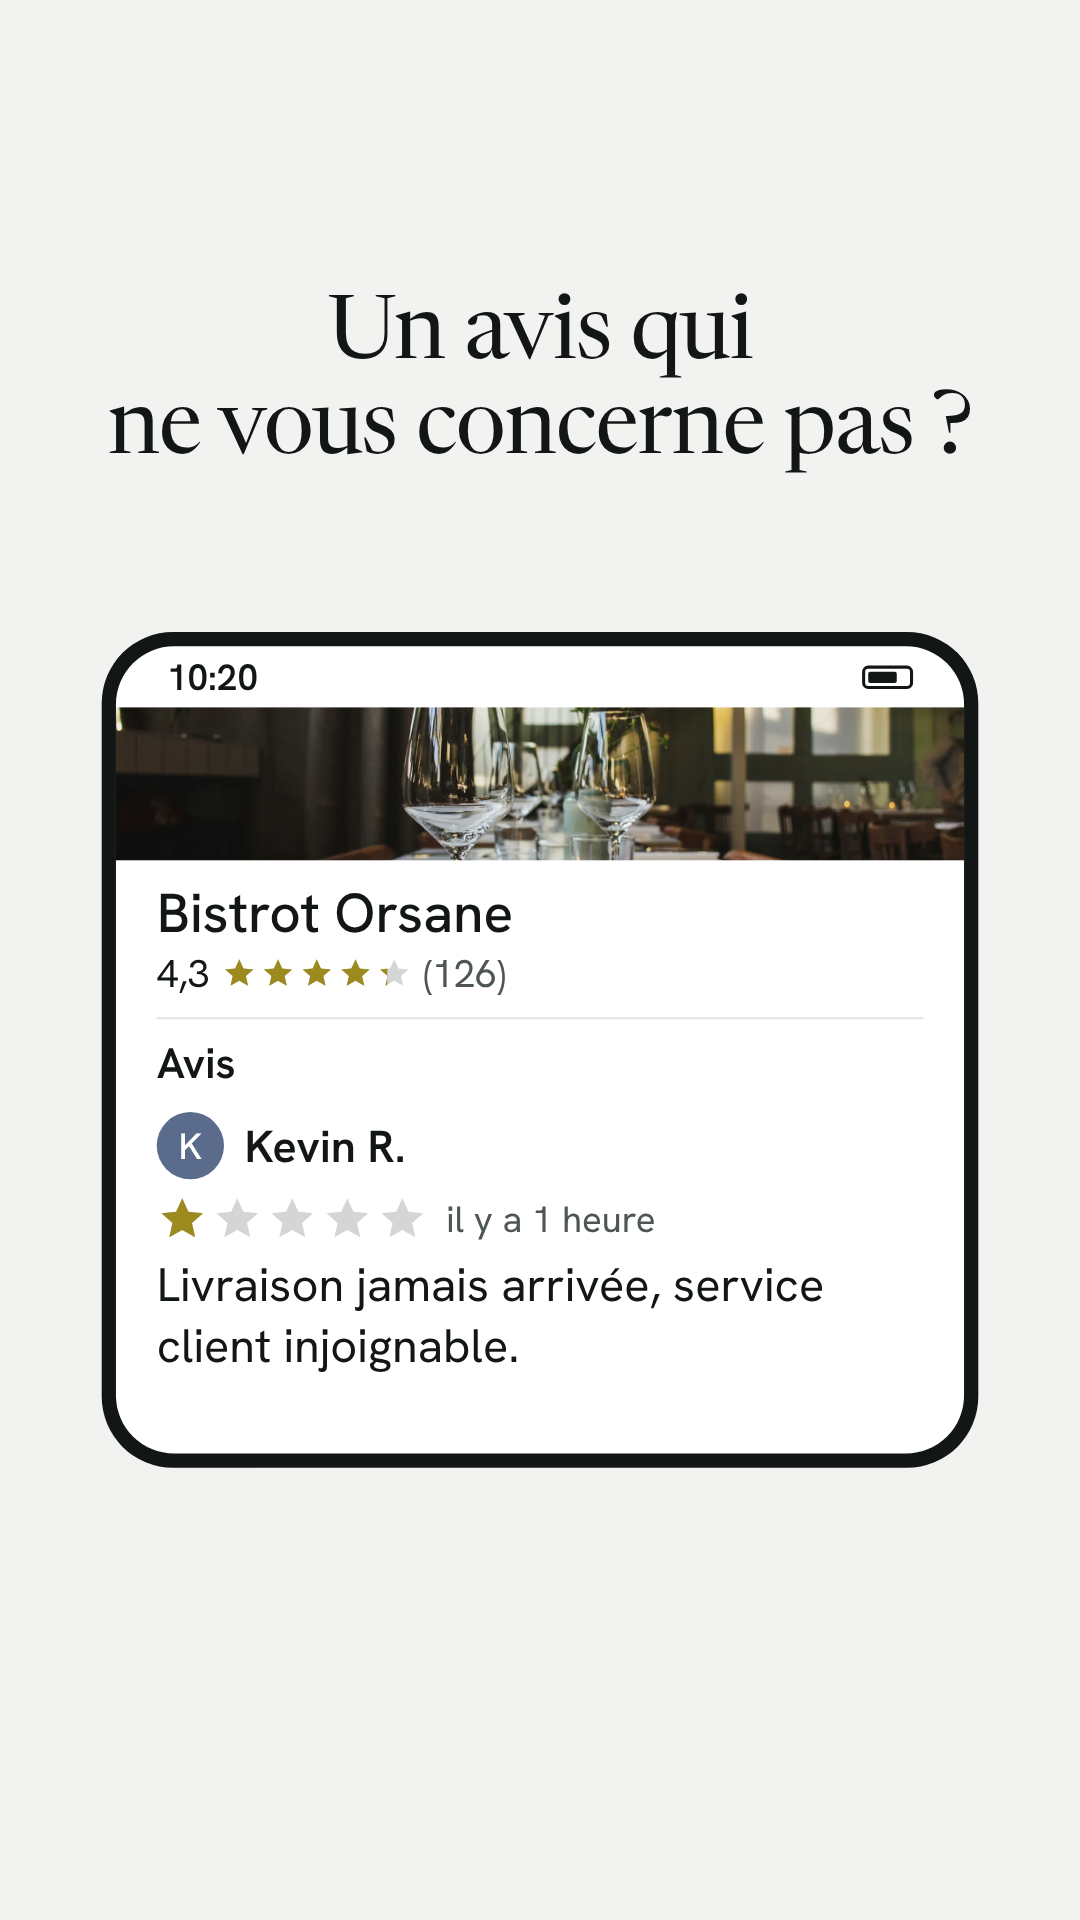 Un avis qui
ne vous concerne pas ?
10:20
Bistrot Orsane
4,3 (126)
Avis
K Kevin R.
il y a 1 heure
Livraison jamais arrivée, service
client injoignable.